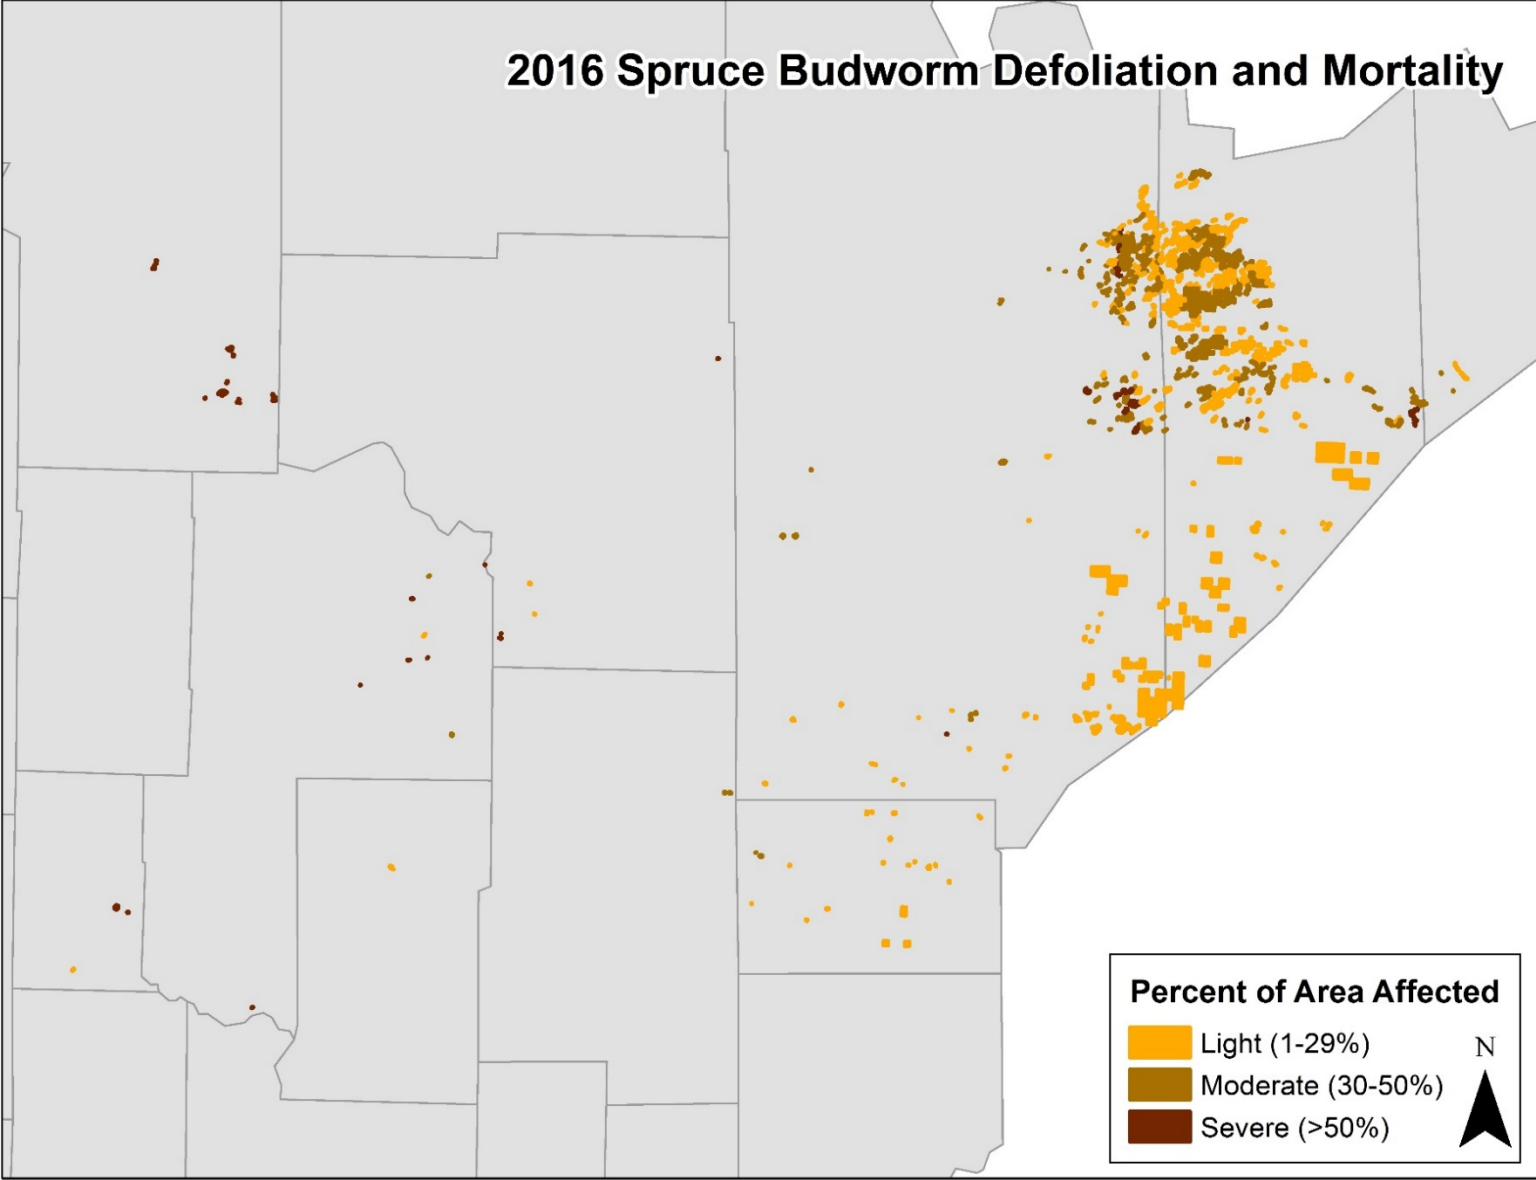 2016 Spruce Budworm Defoliation and Mortality
Percent of Area Affected
Light (1-29%)
N
Moderate (30-50%)
Severe (>50%)